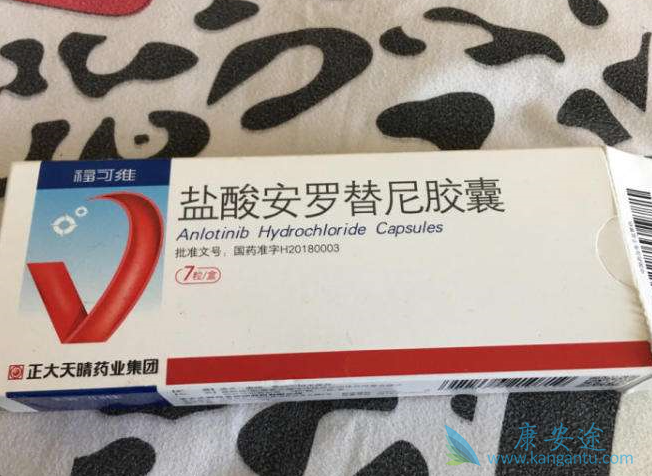 福可维
盐酸安罗替尼胶囊
Anlotinib Hydrochloride Capsules
批准文号：国药准字H20180003
7粒/盒
正大天晴药业集团
康安途
www.kangantu.com